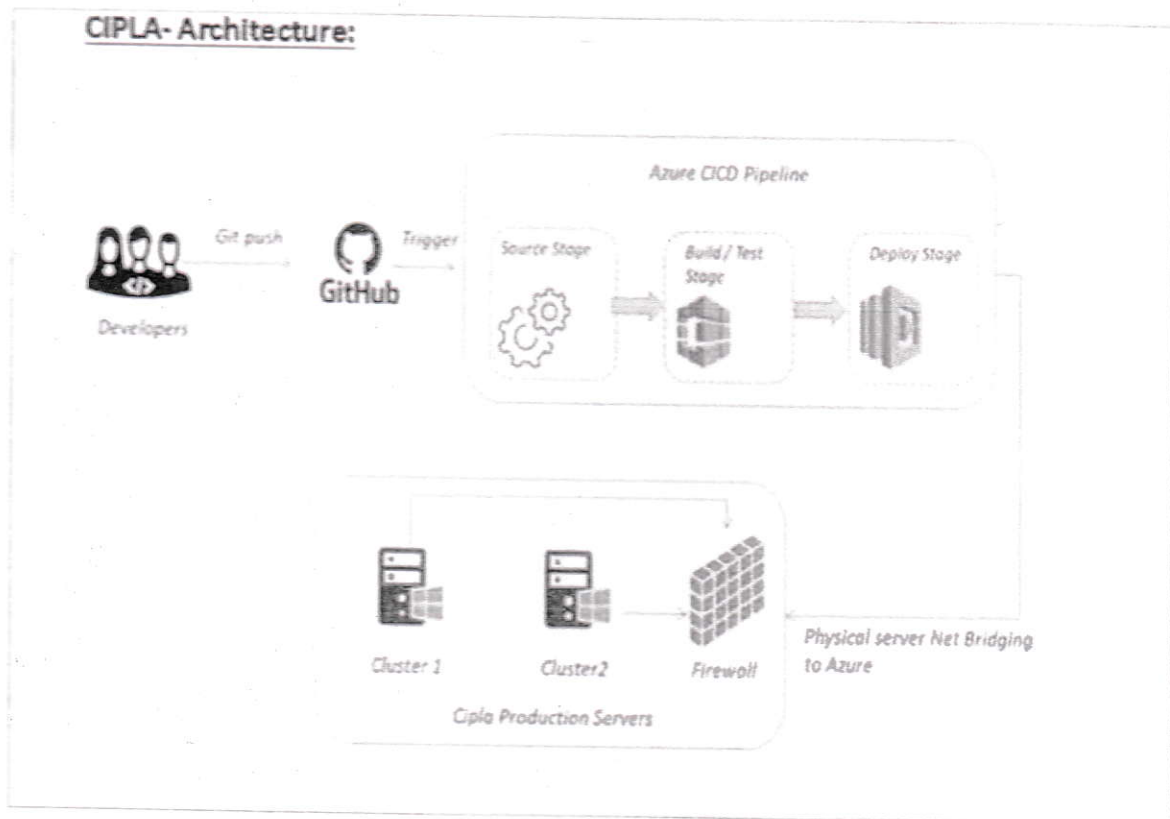 CIPLA- Architecture:
Azure CICD Pipeline
Git push
Trigger
Source Stage
Build / Test
Stage
Deploy Stage
GitHub
Developers
Cluster 1
Cluster2
Firewall
Physical server Net Bridging
to Azure
Cipla Production Servers